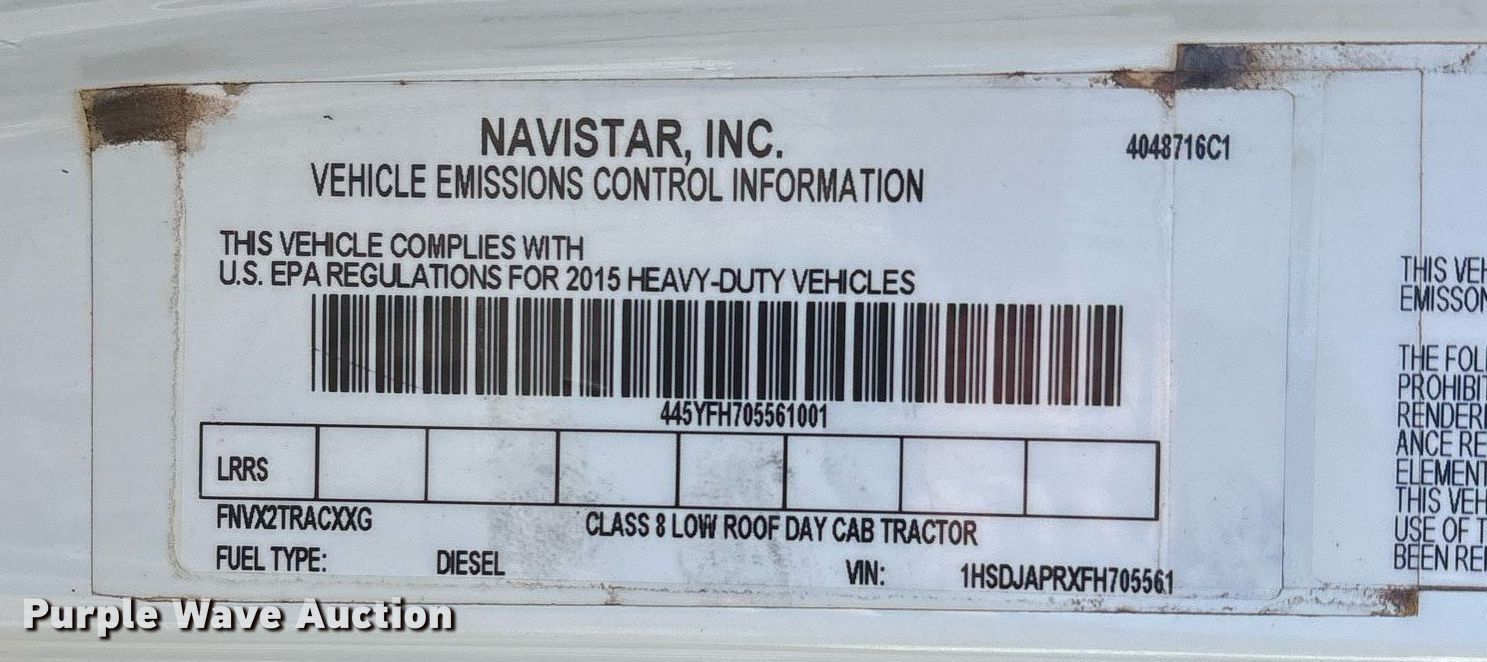 NAVISTAR, INC.
4048716C1
VEHICLE EMISSIONS CONTROL INFORMATION
THIS VEHICLE COMPLIES WITH
U.S. EPA REGULATIONS FOR 2015 HEAVY-DUTY VEHICLES
445YFH705561001
LRRS
FNVX2TRACXXG CLASS 8 LOW ROOF DAY CAB TRACTOR
FUEL TYPE: DIESEL VIN: 1HSDJAPRXFH705561
THIS VEH
EMISSON
THE FOL
PROHIBIT
RENDER
ANCE RE
ELEMENT
THIS VEH
USE OF T
BEEN RE
Purple Wave Auction